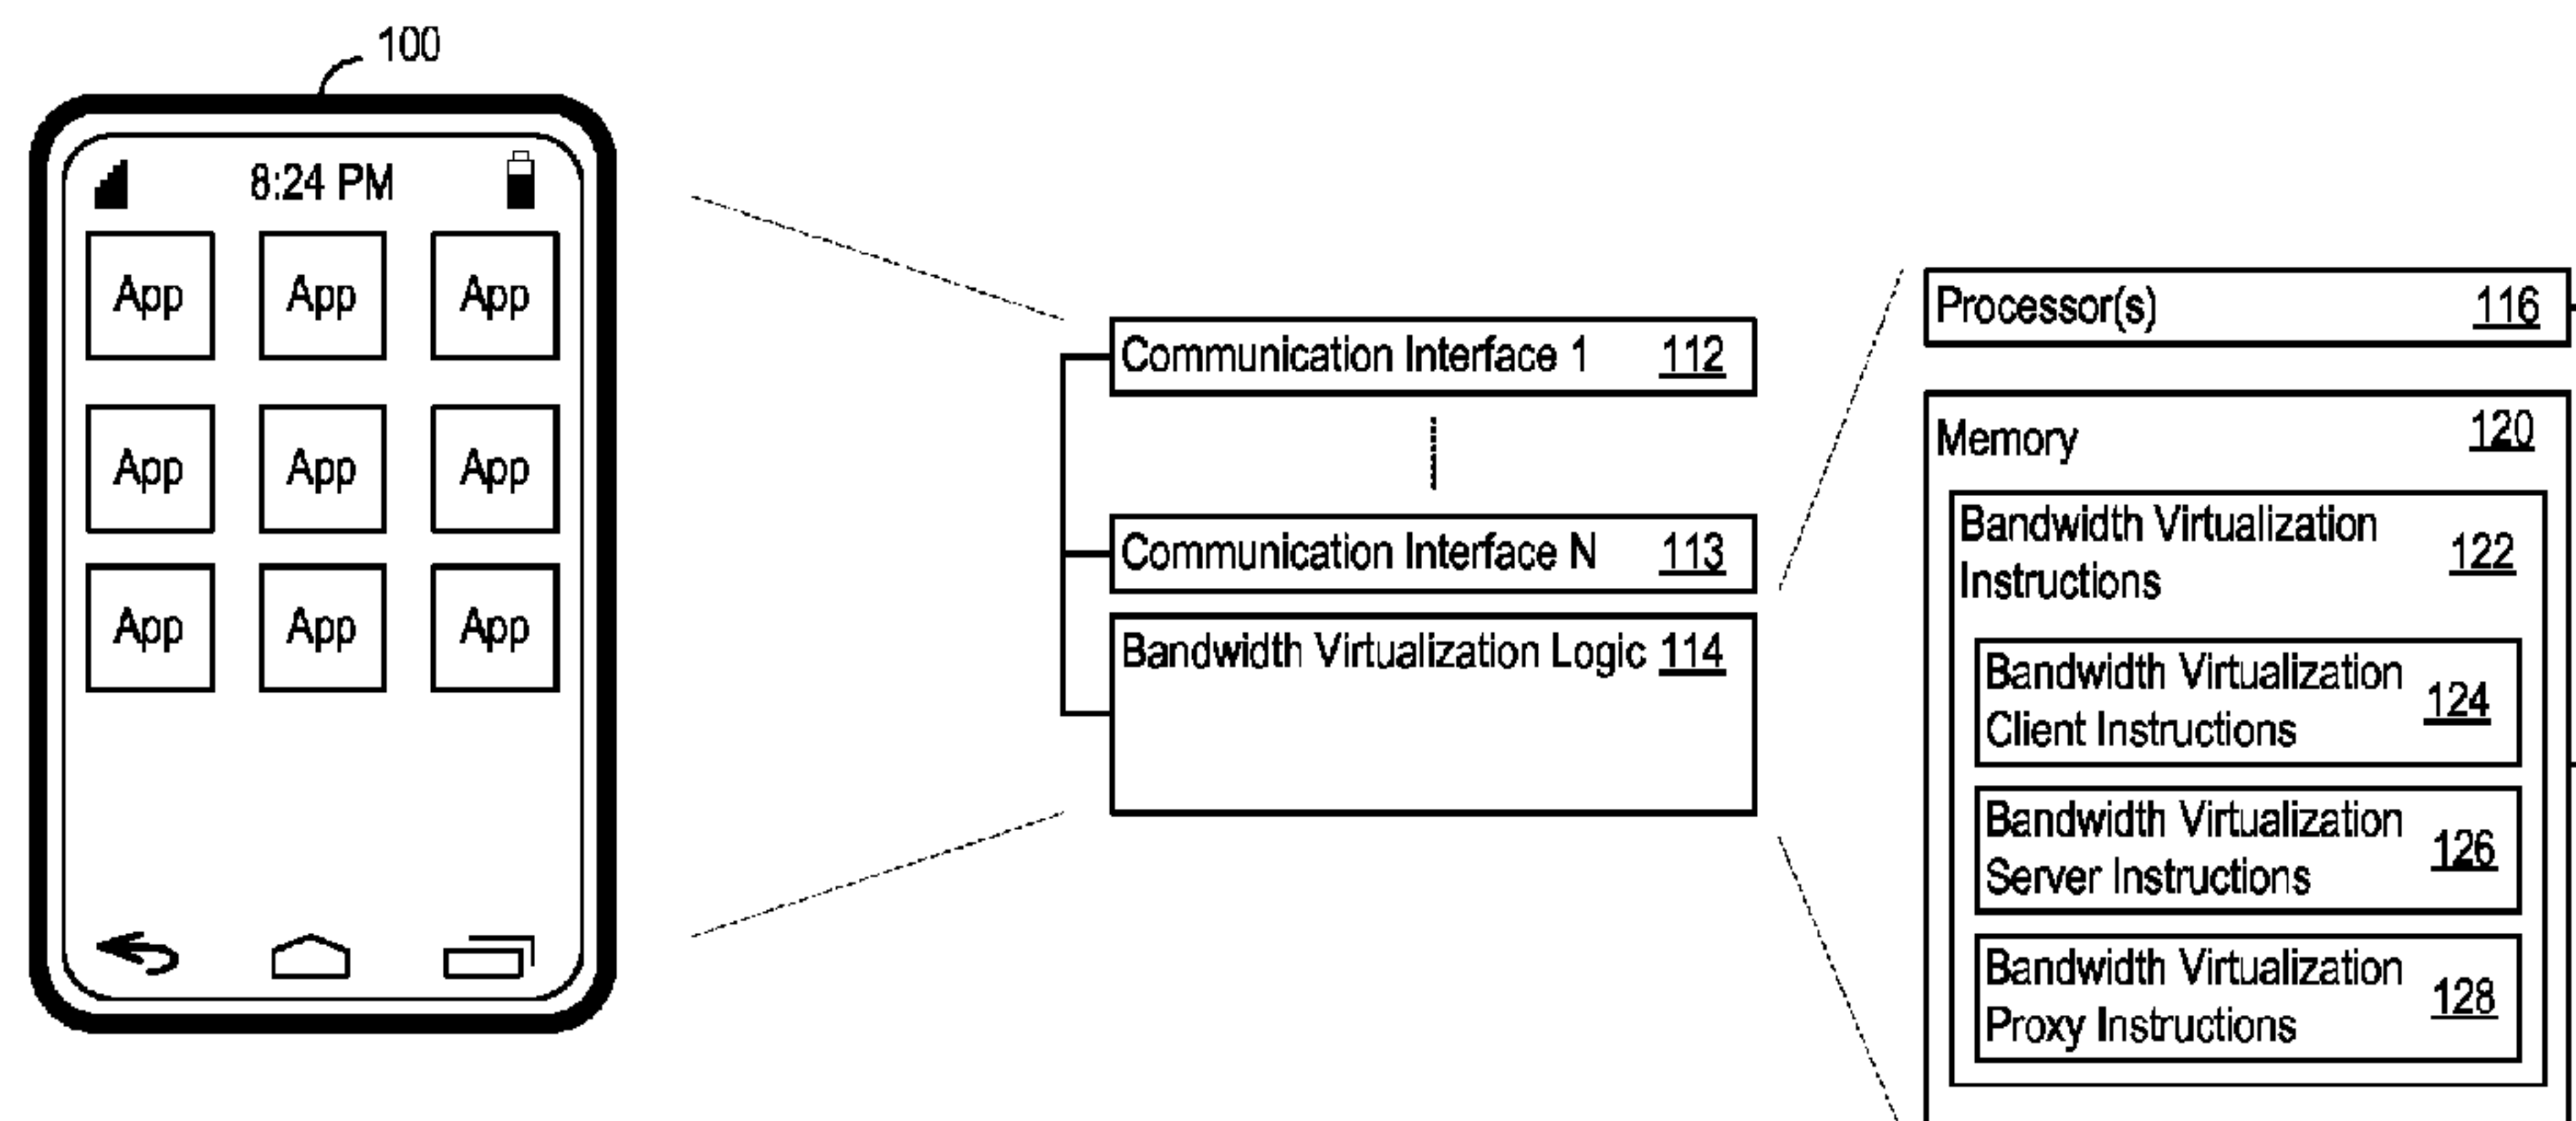 100
8:24 PM
App App App
App App App
App App App
Communication Interface 1 112
Communication Interface N 113
Bandwidth Virtualization Logic 114
Processor(s) 116
Memory 120
Bandwidth Virtualization
Instructions 122
Bandwidth Virtualization
Client Instructions 124
Bandwidth Virtualization
Server Instructions 126
Bandwidth Virtualization
Proxy Instructions 128